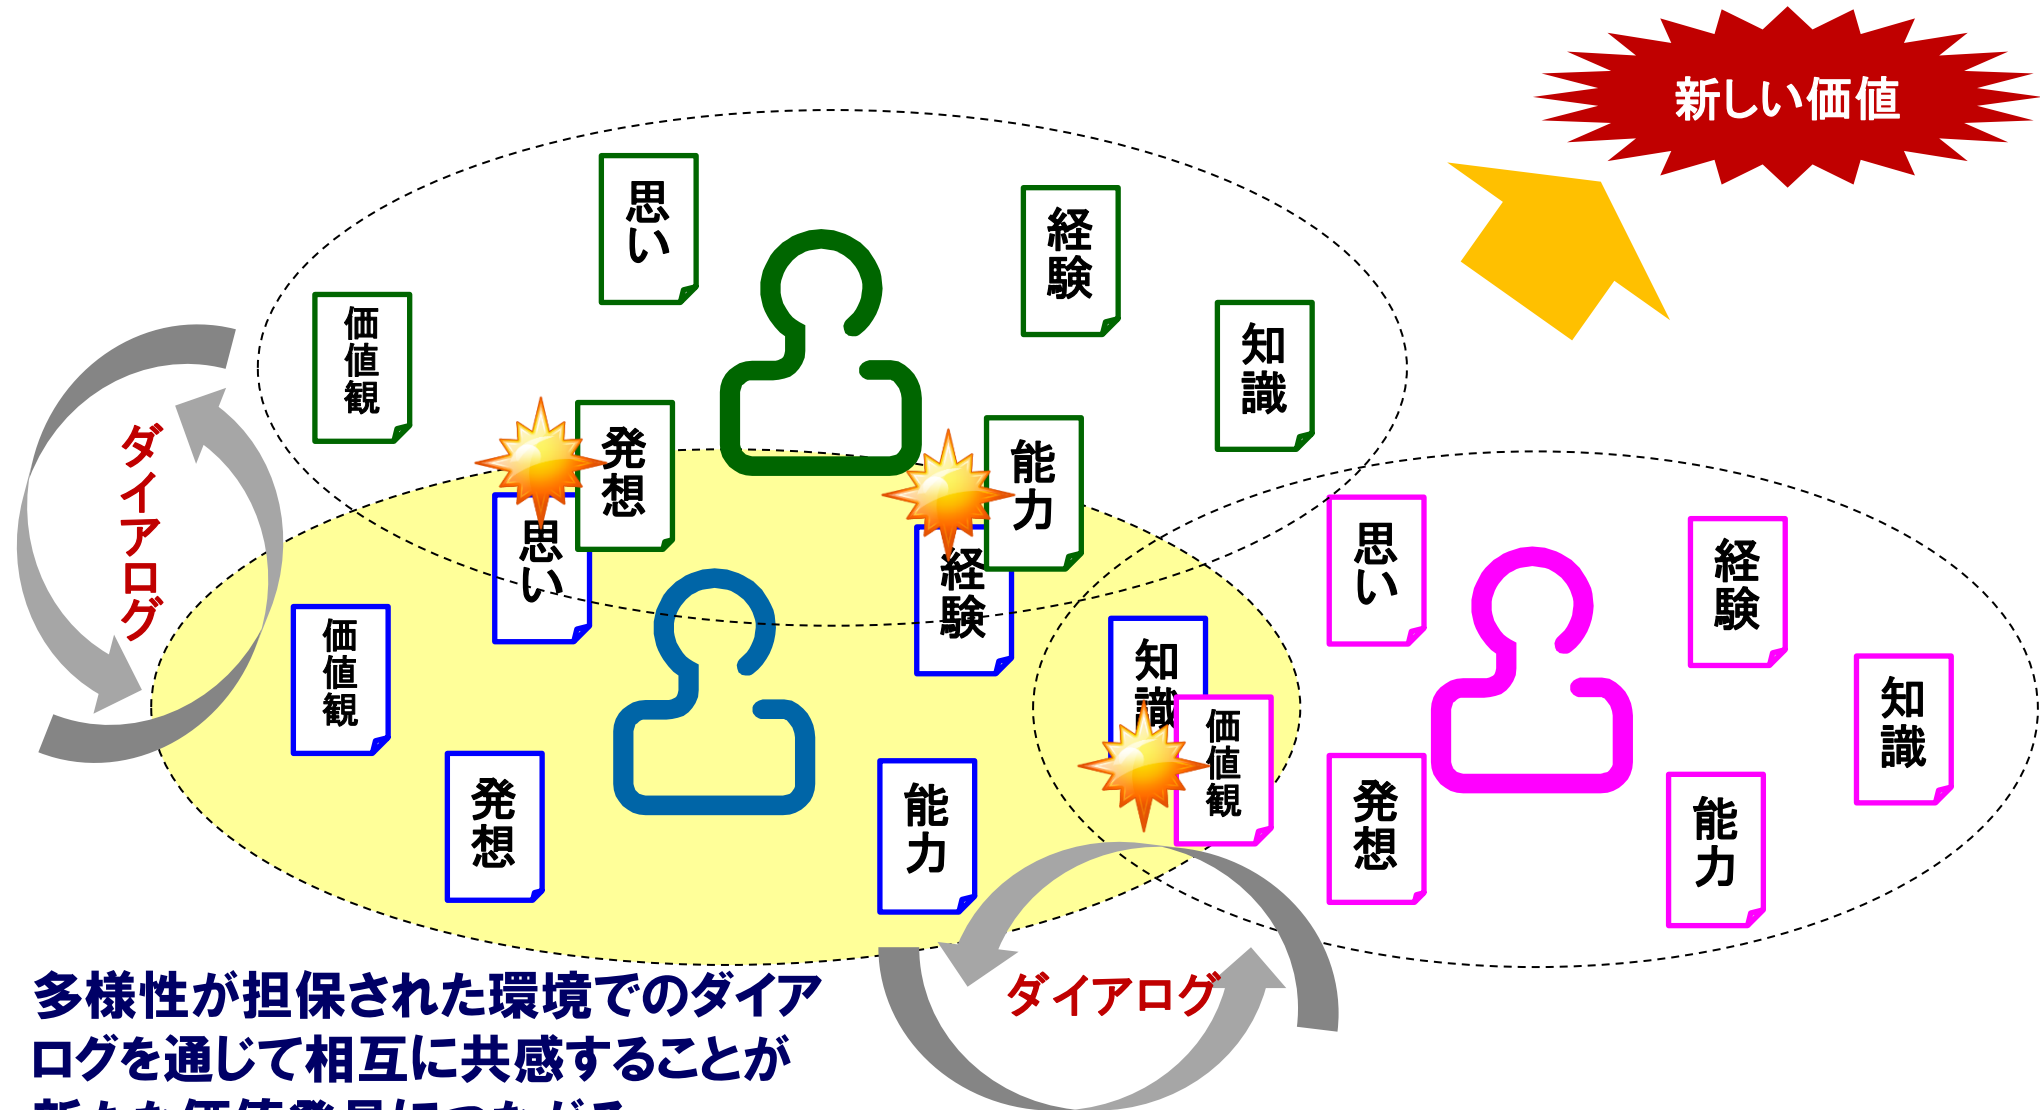 新しい価値
思い
経験
価値観
知識
発想
能力
ダイアログ
思い
経験
価値観
知識
価値観
発想
能力
思い
経験
知識
発想
能力
ダイアログ
多様性が担保された環境でのダイア
ログを通じて相互に共感することが